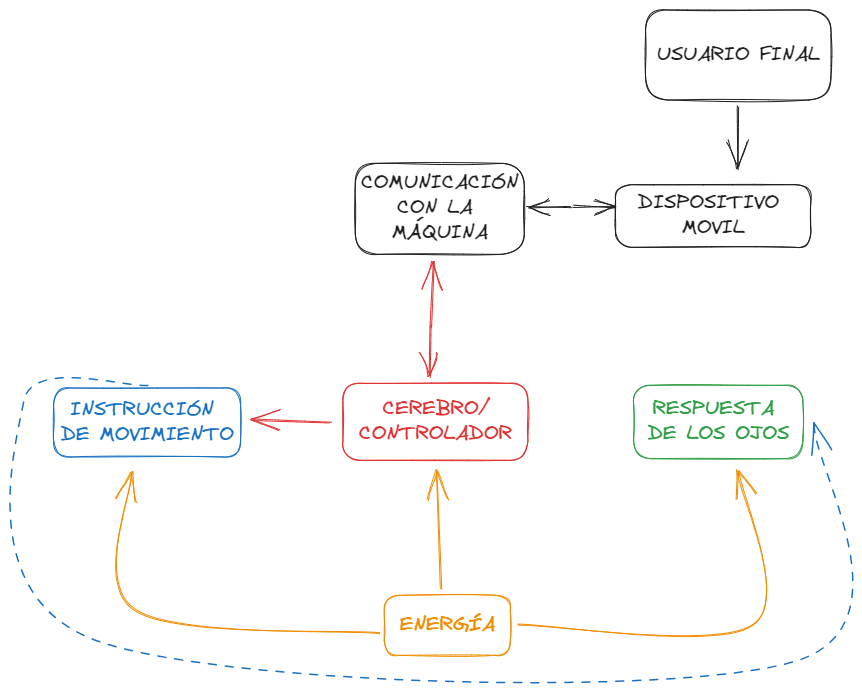 USUARIO FINAL
COMUNICACIÓN
CON LA
MÁQUINA
DISPOSITIVO
MOVIL
INSTRUCCIÓN
DE MOVIMIENTO
CEREBRO/
CONTROLADOR
RESPUESTA
DE LOS OJOS
ENERGÍA